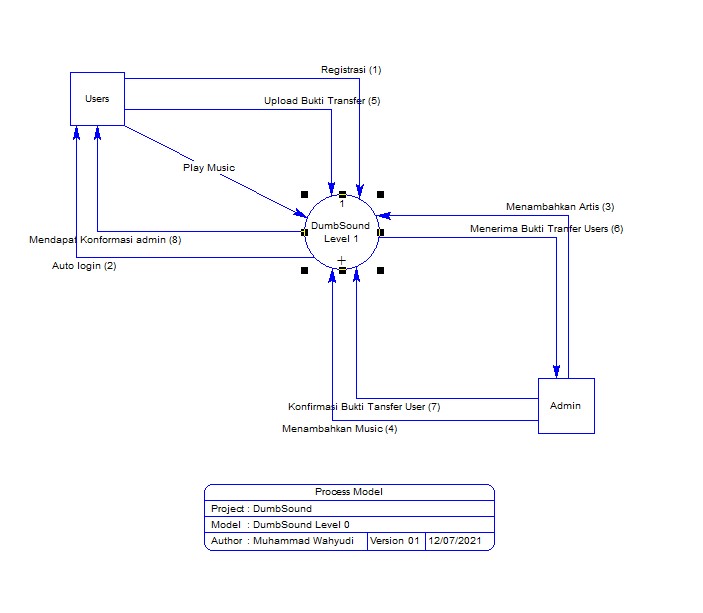 Registrasi (1)
Users
Upload Bukti Transfer (5)
Play Music
1
DumbSound
Level 1
Menambahkan Artis (3)
Menerima Bukti Tranfer Users (6)
Mendapat Konformasi admin (8)
Auto login (2)
+
Admin
Konfirmasi Bukti Tansfer User (7)
Menambahkan Music (4)
Process Model
Project : DumbSound
Model : DumbSound Level 0
Author : Muhammad Wahyudi Version 01 12/07/2021